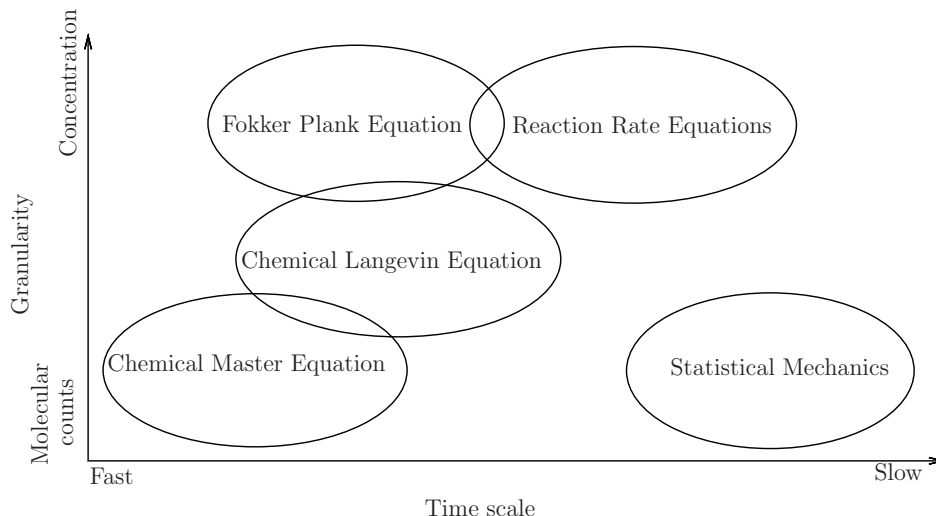 Concentration
Granularity
Molecular
counts
Fokker Plank Equation
Reaction Rate Equations
Chemical Langevin Equation
Chemical Master Equation
Statistical Mechanics
Fast
Slow
Time scale